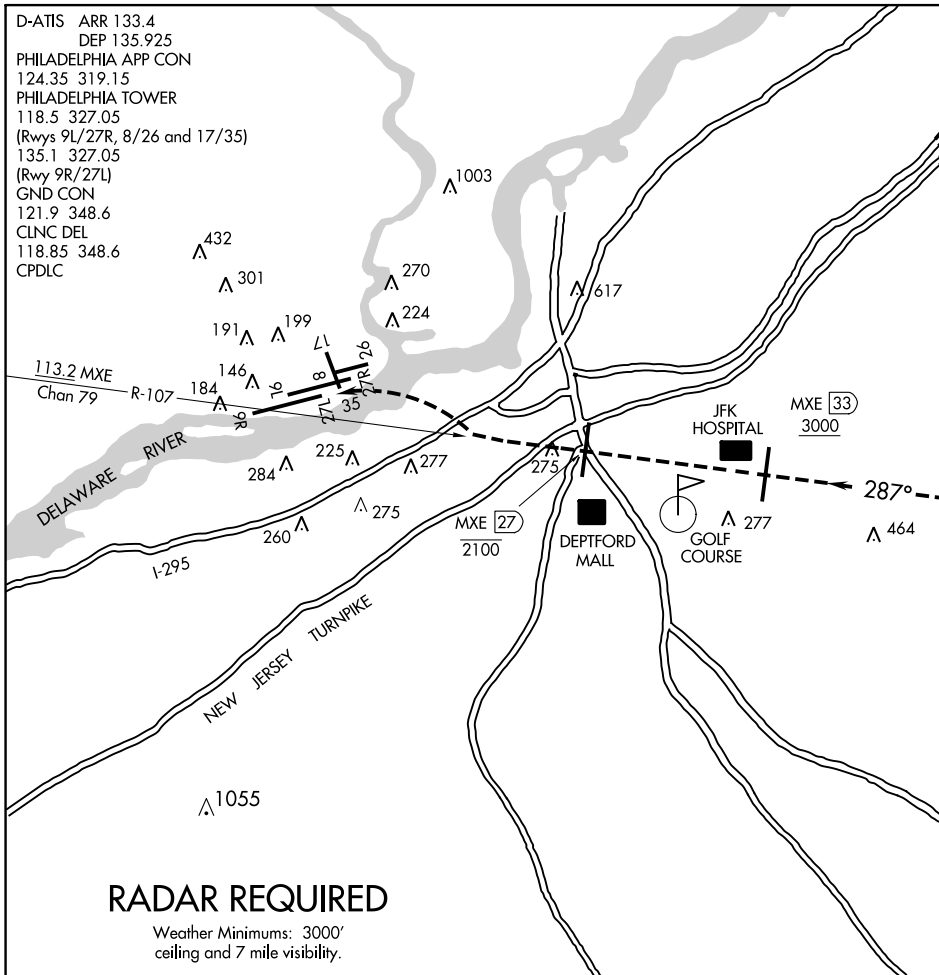 D-ATIS ARR 133.4
DEP 135.925
PHILADELPHIA APP CON
124.35 319.15
PHILADELPHIA TOWER
118.5 327.05
(Rwys 9L/27R, 8/26 and 17/35)
135.1 327.05
(Rwy 9R/27L)
GND CON
121.9 348.6
CLNC DEL
118.85 348.6
CPDLC
1003
432
301
270
617
224
191
199
17
26
8
113.2 MXE
Chan 79
R-107
146
9L
27R
184
9R
27L
35
JFK
HOSPITAL
MXE 33
3000
DELAWARE RIVER
284
225
277
275
287°
275
MXE 27
2100
DEPTFORD
MALL
GOLF
COURSE
277
464
260
I-295
NEW JERSEY TURNPIKE
1055
RADAR REQUIRED
Weather Minimums: 3000'
ceiling and 7 mile visibility.